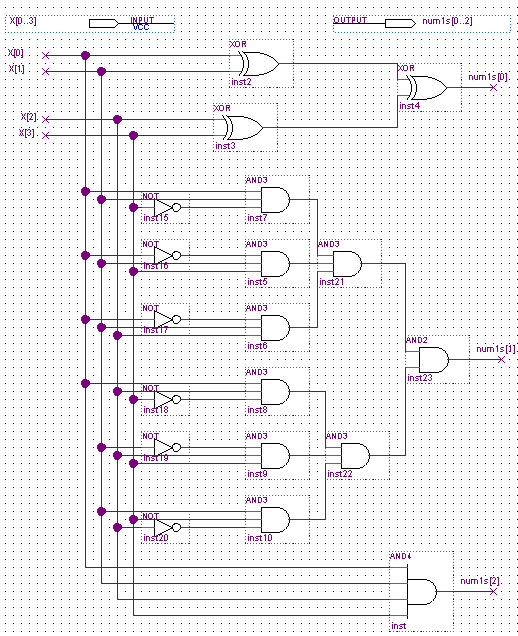 X[0..3] INPUT VCC OUTPUT num1s[0..2]
X[0]
X[1]
XOR
inst2
XOR
inst4
num1s[0]
X[2]
X[3]
XOR
inst3
AND3
NOT
inst15
inst7
AND3
NOT
inst16
inst5
AND3
inst21
NOT
inst17
inst6
AND2
inst23
num1s[1]
AND3
NOT
inst18
inst8
AND3
NOT
inst19
inst9
AND3
inst22
AND3
NOT
inst20
inst10
AND4
inst
num1s[2]